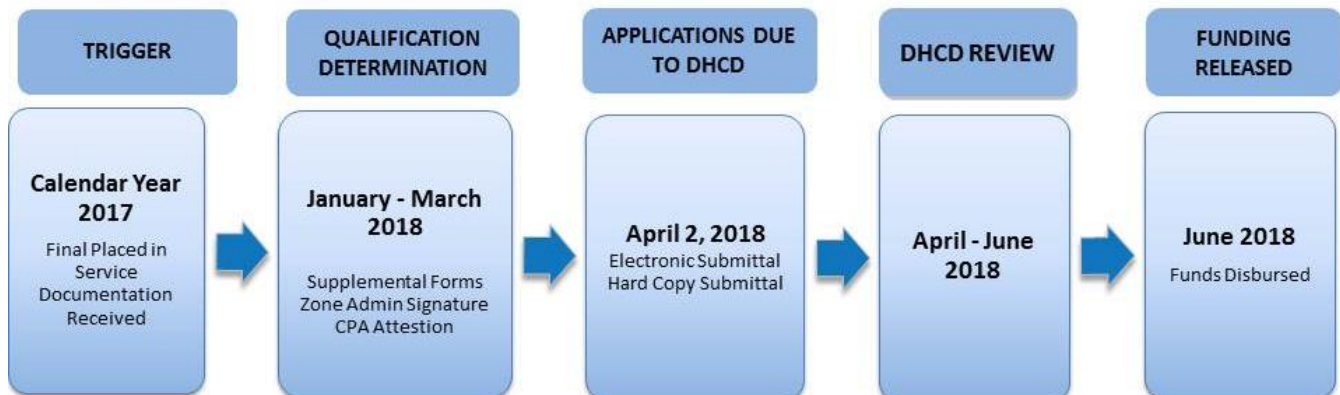 TRIGGER
QUALIFICATION
DETERMINATION
APPLICATIONS DUE
TO DHCD
DHCD REVIEW
FUNDING
RELEASED
Calendar Year
2017
Final Placed in
Service
Documentation
Received
January - March
2018
Supplemental Forms
Zone Admin Signature
CPA Attestion
April 2, 2018
Electronic Submittal
Hard Copy Submittal
April - June
2018
June 2018
Funds Disbursed